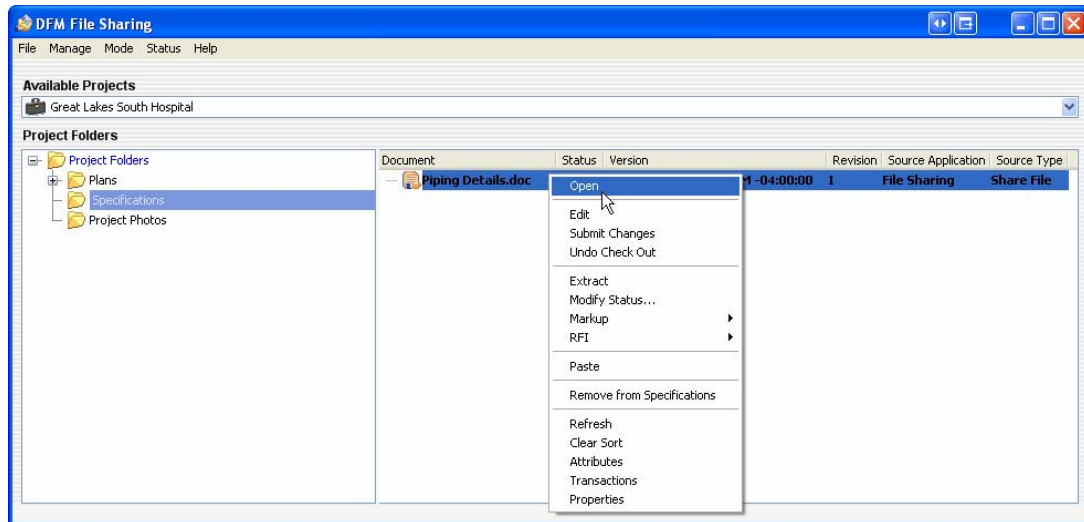 DFM File Sharing
File Manage Mode Status Help
Available Projects
Great Lakes South Hospital
Project Folders
Project Folders
Plans
Specifications
Project Photos
Document Status Version Revision Source Application Source Type
Piping Details.doc M -04:00:00 1 File Sharing Share File
Open
Edit
Submit Changes
Undo Check Out
Extract
Modify Status...
Markup
RFI
Paste
Remove from Specifications
Refresh
Clear Sort
Attributes
Transactions
Properties